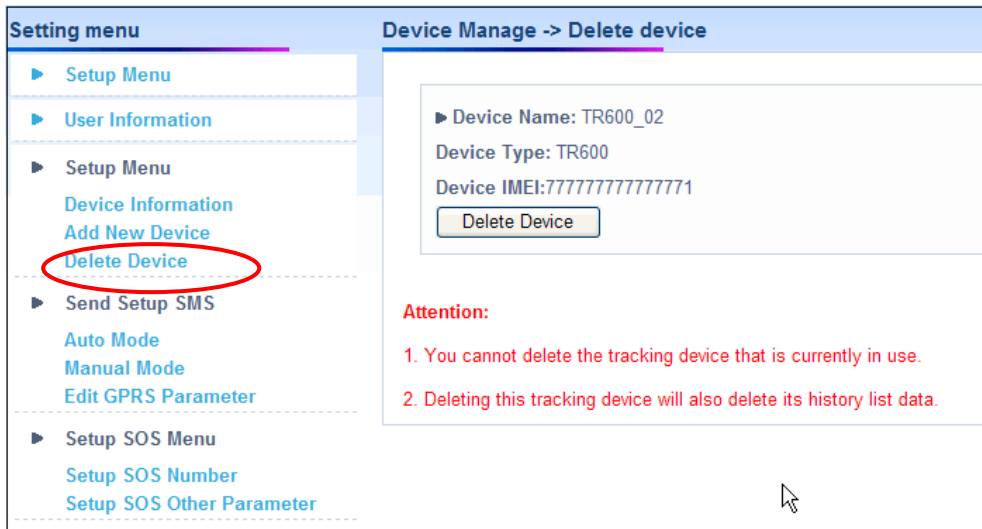 Setting menu
Setup Menu
User Information
Setup Menu
Device Information
Add New Device
Delete Device
Send Setup SMS
Auto Mode
Manual Mode
Edit GPRS Parameter
Setup SOS Menu
Setup SOS Number
Setup SOS Other Parameter
Device Manage -> Delete device
Device Name: TR600_02
Device Type: TR600
Device IMEI:777777777777771
Delete Device
Attention:
1. You cannot delete the tracking device that is currently in use.
2. Deleting this tracking device will also delete its history list data.